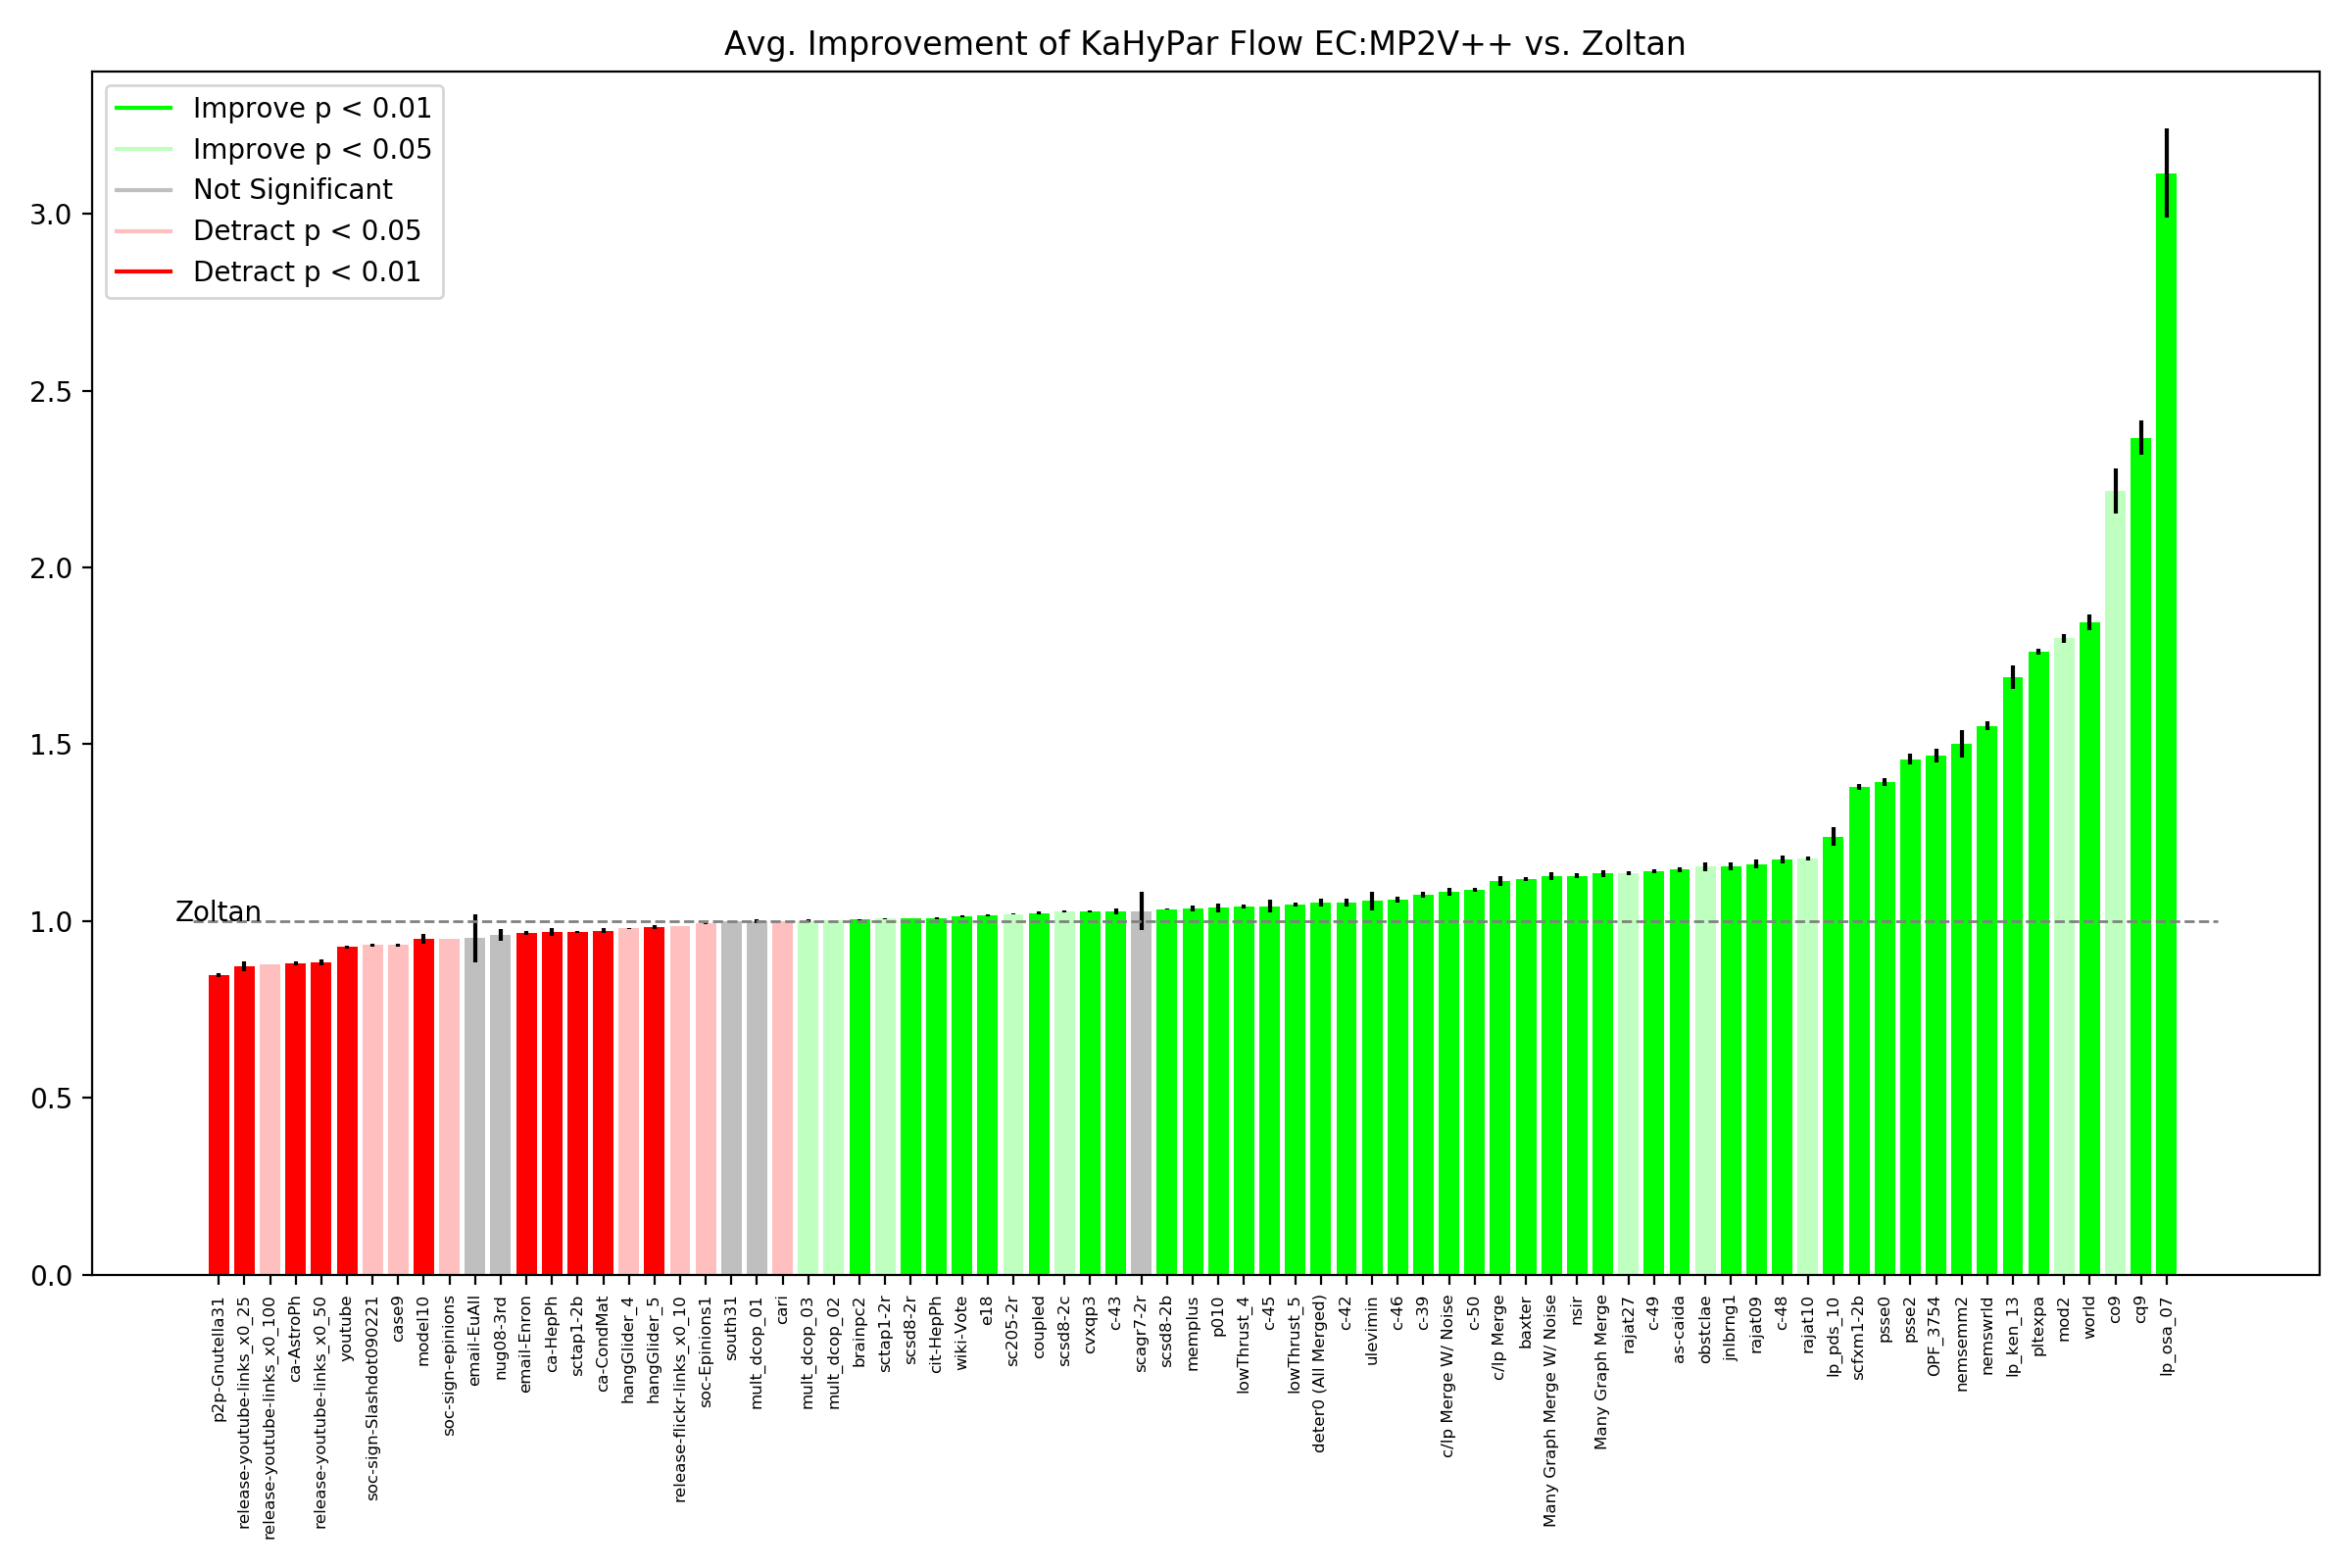 Avg. Improvement of KaHyPar Flow EC:MP2V++ vs. Zoltan
Improve p < 0.01
Improve p < 0.05
Not Significant
Detract p < 0.05
Detract p < 0.01
3.0
2.5
2.0
1.5
1.0
0.5
0.0
Zoltan
p2p-Gnutella31
release-youtube-links_x0_25
release-youtube-links_x0_100
ca-AstroPh
release-youtube-links_x0_50
youtube
soc-sign-Slashdot090221
case9
model10
soc-sign-epinions
email-EuAll
nug08-3rd
email-Enron
ca-HepPh
sctap1-2b
ca-CondMat
hangGlider_4
hangGlider_5
release-flickr-links_x0_10
soc-Epinions1
south31
mult_dcop_01
cari
mult_dcop_03
mult_dcop_02
brainpc2
sctap1-2r
scsd8-2r
cit-HepPh
wiki-Vote
e18
sc205-2r
coupled
scsd8-2c
cvxqp3
c-43
scagr7-2r
scsd8-2b
memplus
p010
lowThrust_4
c-45
lowThrust_5
deter0 (All Merged)
c-42
ulevimin
c-46
c-39
c/lp Merge W/ Noise
c-50
c/lp Merge
baxter
Many Graph Merge W/ Noise
nsir
Many Graph Merge
rajat27
c-49
as-caida
obstclae
jnlbrng1
rajat09
c-48
rajat10
lp_pds_10
scfxm1-2b
psse0
psse2
OPF_3754
nemsemm2
nemswrld
lp_ken_13
pltexpa
mod2
world
co9
cq9
lp_osa_07